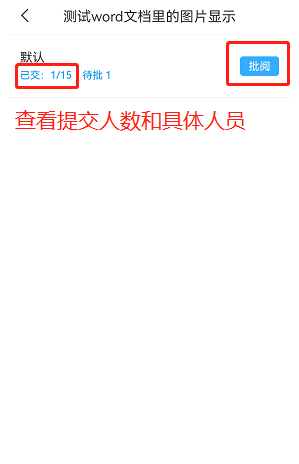 测试word文档里的图片显示
默认
已交：1/15 待批 1
批阅
查看提交人数和具体人员